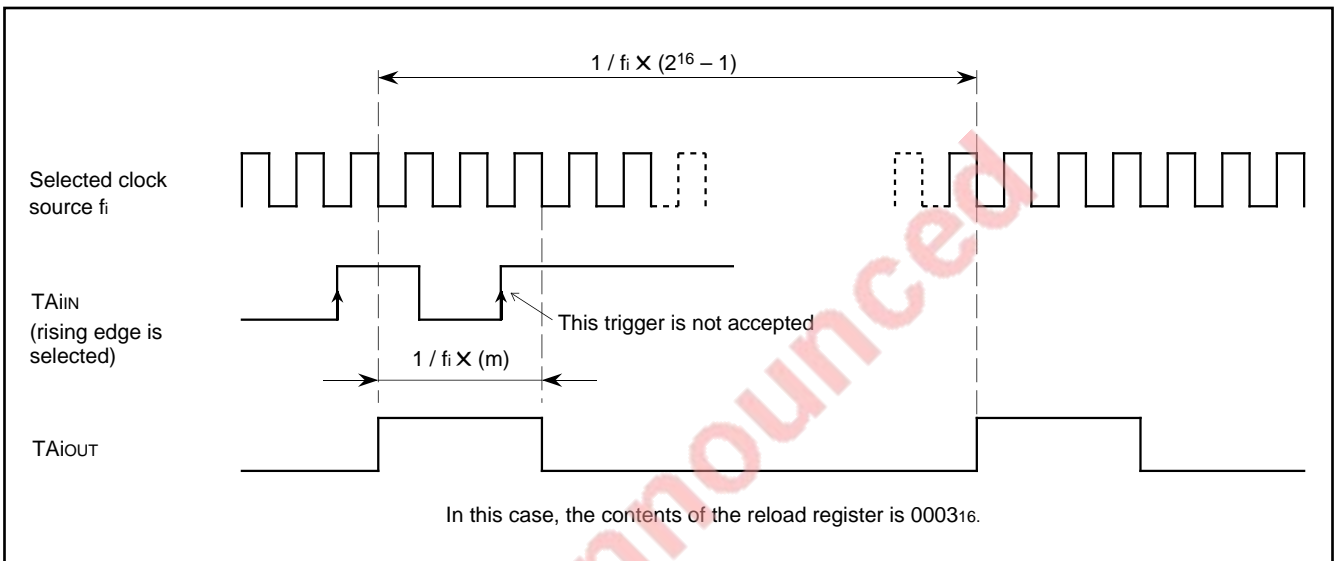 1 / fi X (2^16 – 1)
Selected clock
source fi
TAiIN
(rising edge is
selected)
This trigger is not accepted
1 / fi X (m)
TAiOUT
In this case, the contents of the reload register is 000316.
nnounced